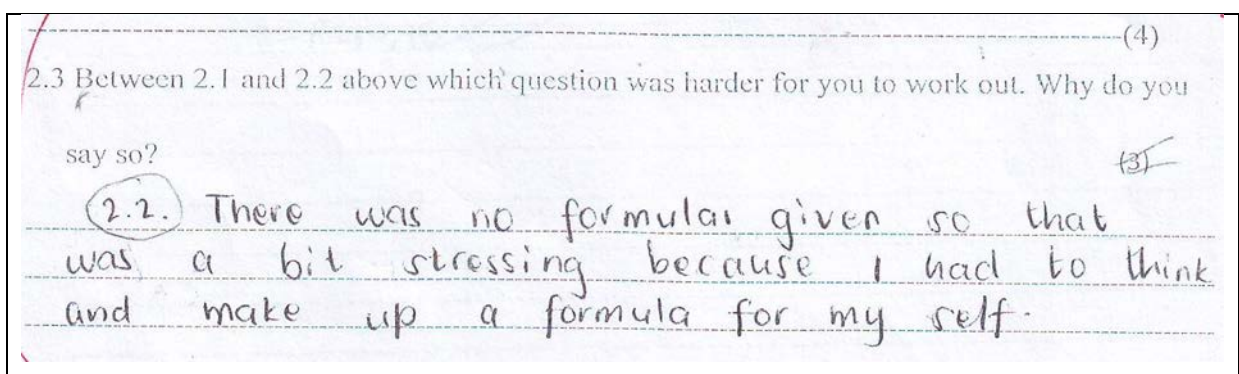 (4)
2.3 Between 2.1 and 2.2 above which question was harder for you to work out. Why do you
say so?
(3)
2.2. There was no formular given so that
was a bit stressing because I had to think
and make up a formula for my self.